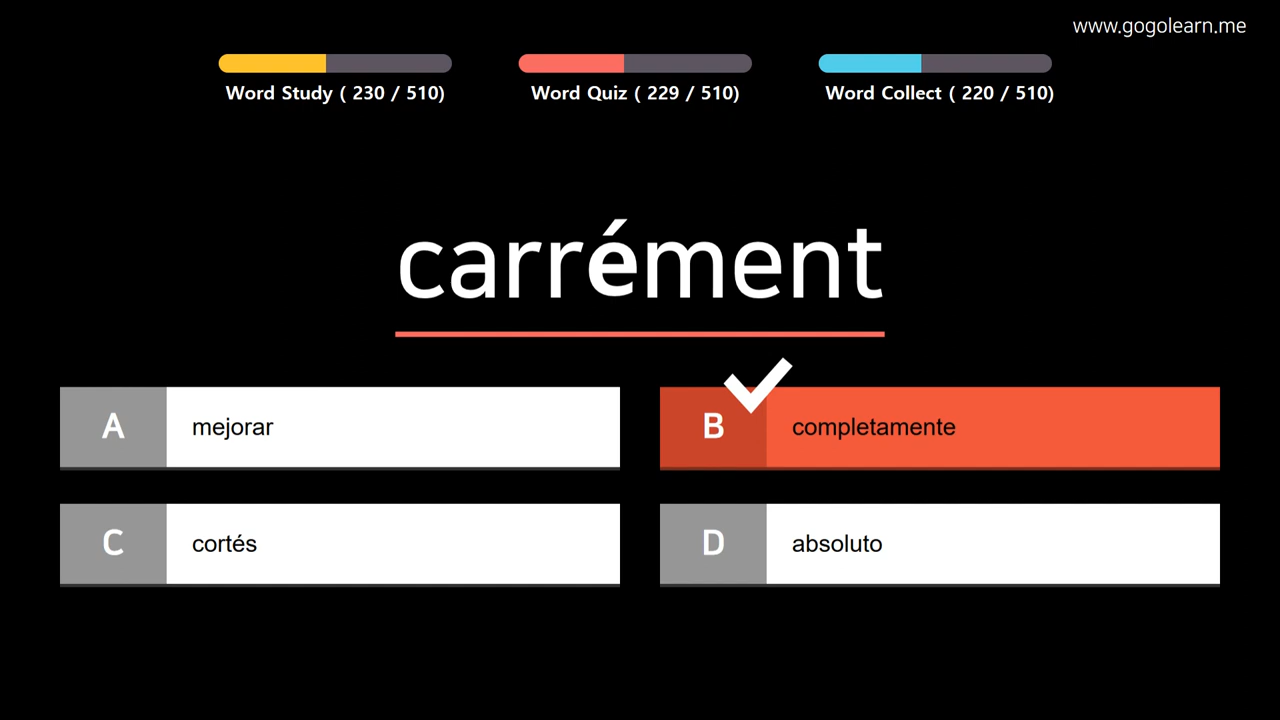 www.gogolearn.me
Word Study ( 230 / 510)
Word Quiz ( 229 / 510)
Word Collect ( 220 / 510)
carrément
A mejorar
B completamente
C cortés
D absoluto